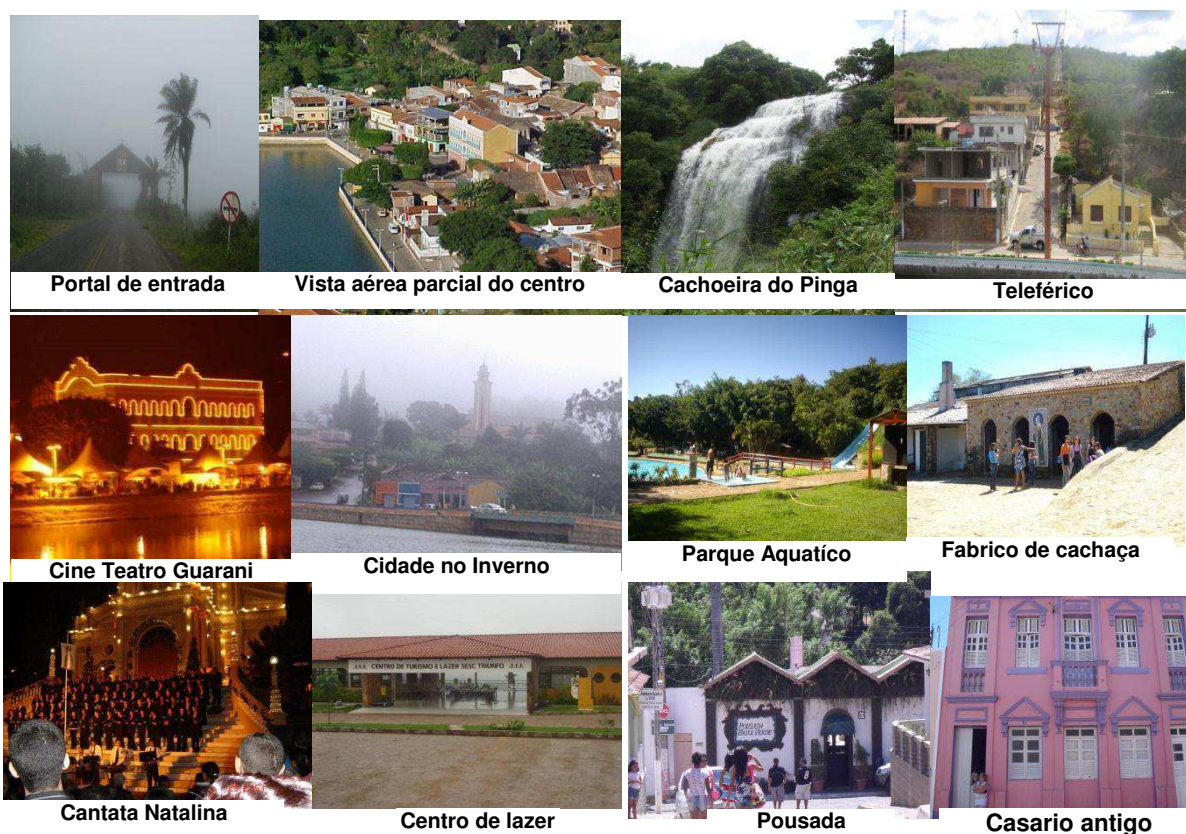 Portal de entrada
Vista aérea parcial do centro
Cachoeira do Pinga
Teleférico
Cine Teatro Guarani
Cidade no Inverno
Parque Aquatíco
Fabrico de cachaça
CENTRO DE TURISMO E LAZER SESC TRIUNFO
POUSADA
BAIXA VERDE
Cantata Natalina
Centro de lazer
Pousada
Casario antigo